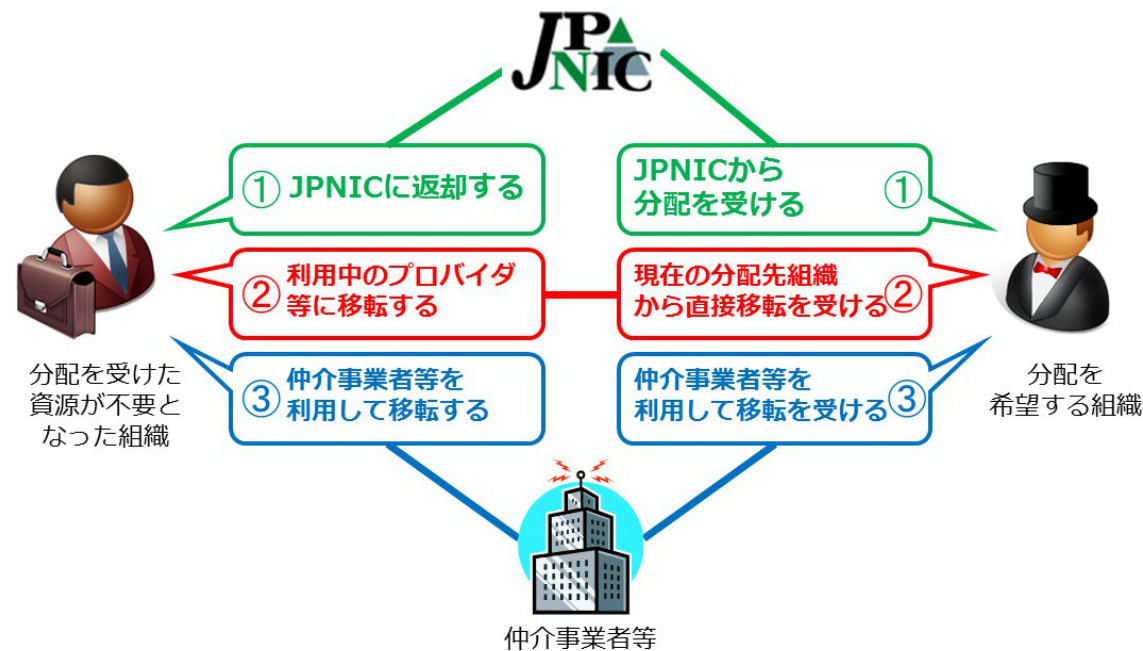 JPNIC
① JPNICに返却する
JPNICから
分配を受ける ①
② 利用中のプロバイダ
等に移転する
現在の分配先組織
から直接移転を受ける ②
③ 仲介事業者等を
利用して移転する
仲介事業者等を
利用して移転を受ける ③
分配を受けた
資源が不要と
なった組織
分配を
希望する組織
仲介事業者等